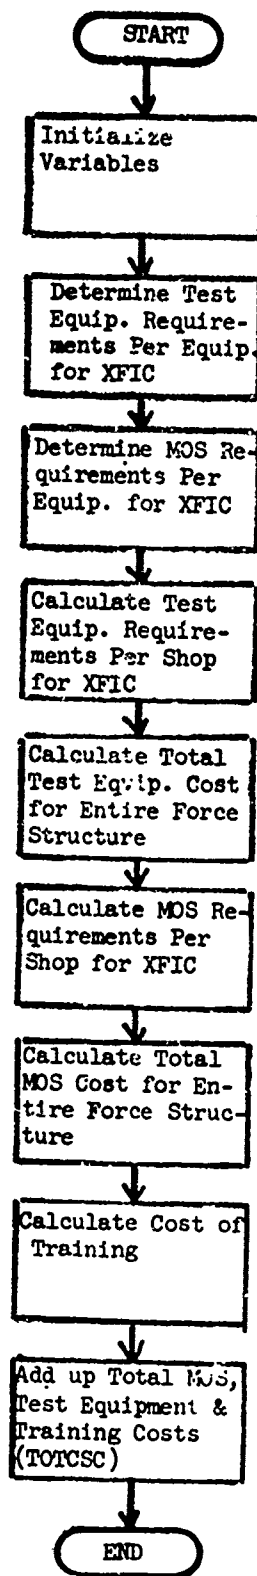 START
Initialize
Variables
Determine Test
Equip. Require-
ments Per Equip.
for XFIC
Determine MOS Re-
quirements Per
Equip. for XFIC
Calculate Test
Equip. Require-
ments Per Shop
for XFIC
Calculate Total
Test Equip. Cost
for Entire Force
Structure
Calculate MOS Re-
quirements Per
Shop for XFIC
Calculate Total
MOS Cost for En-
tire Force Struc-
ture
Calculate Cost of
Training
Add up Total MOS,
Test Equipment &
Training Costs
(TOTCSC)
END